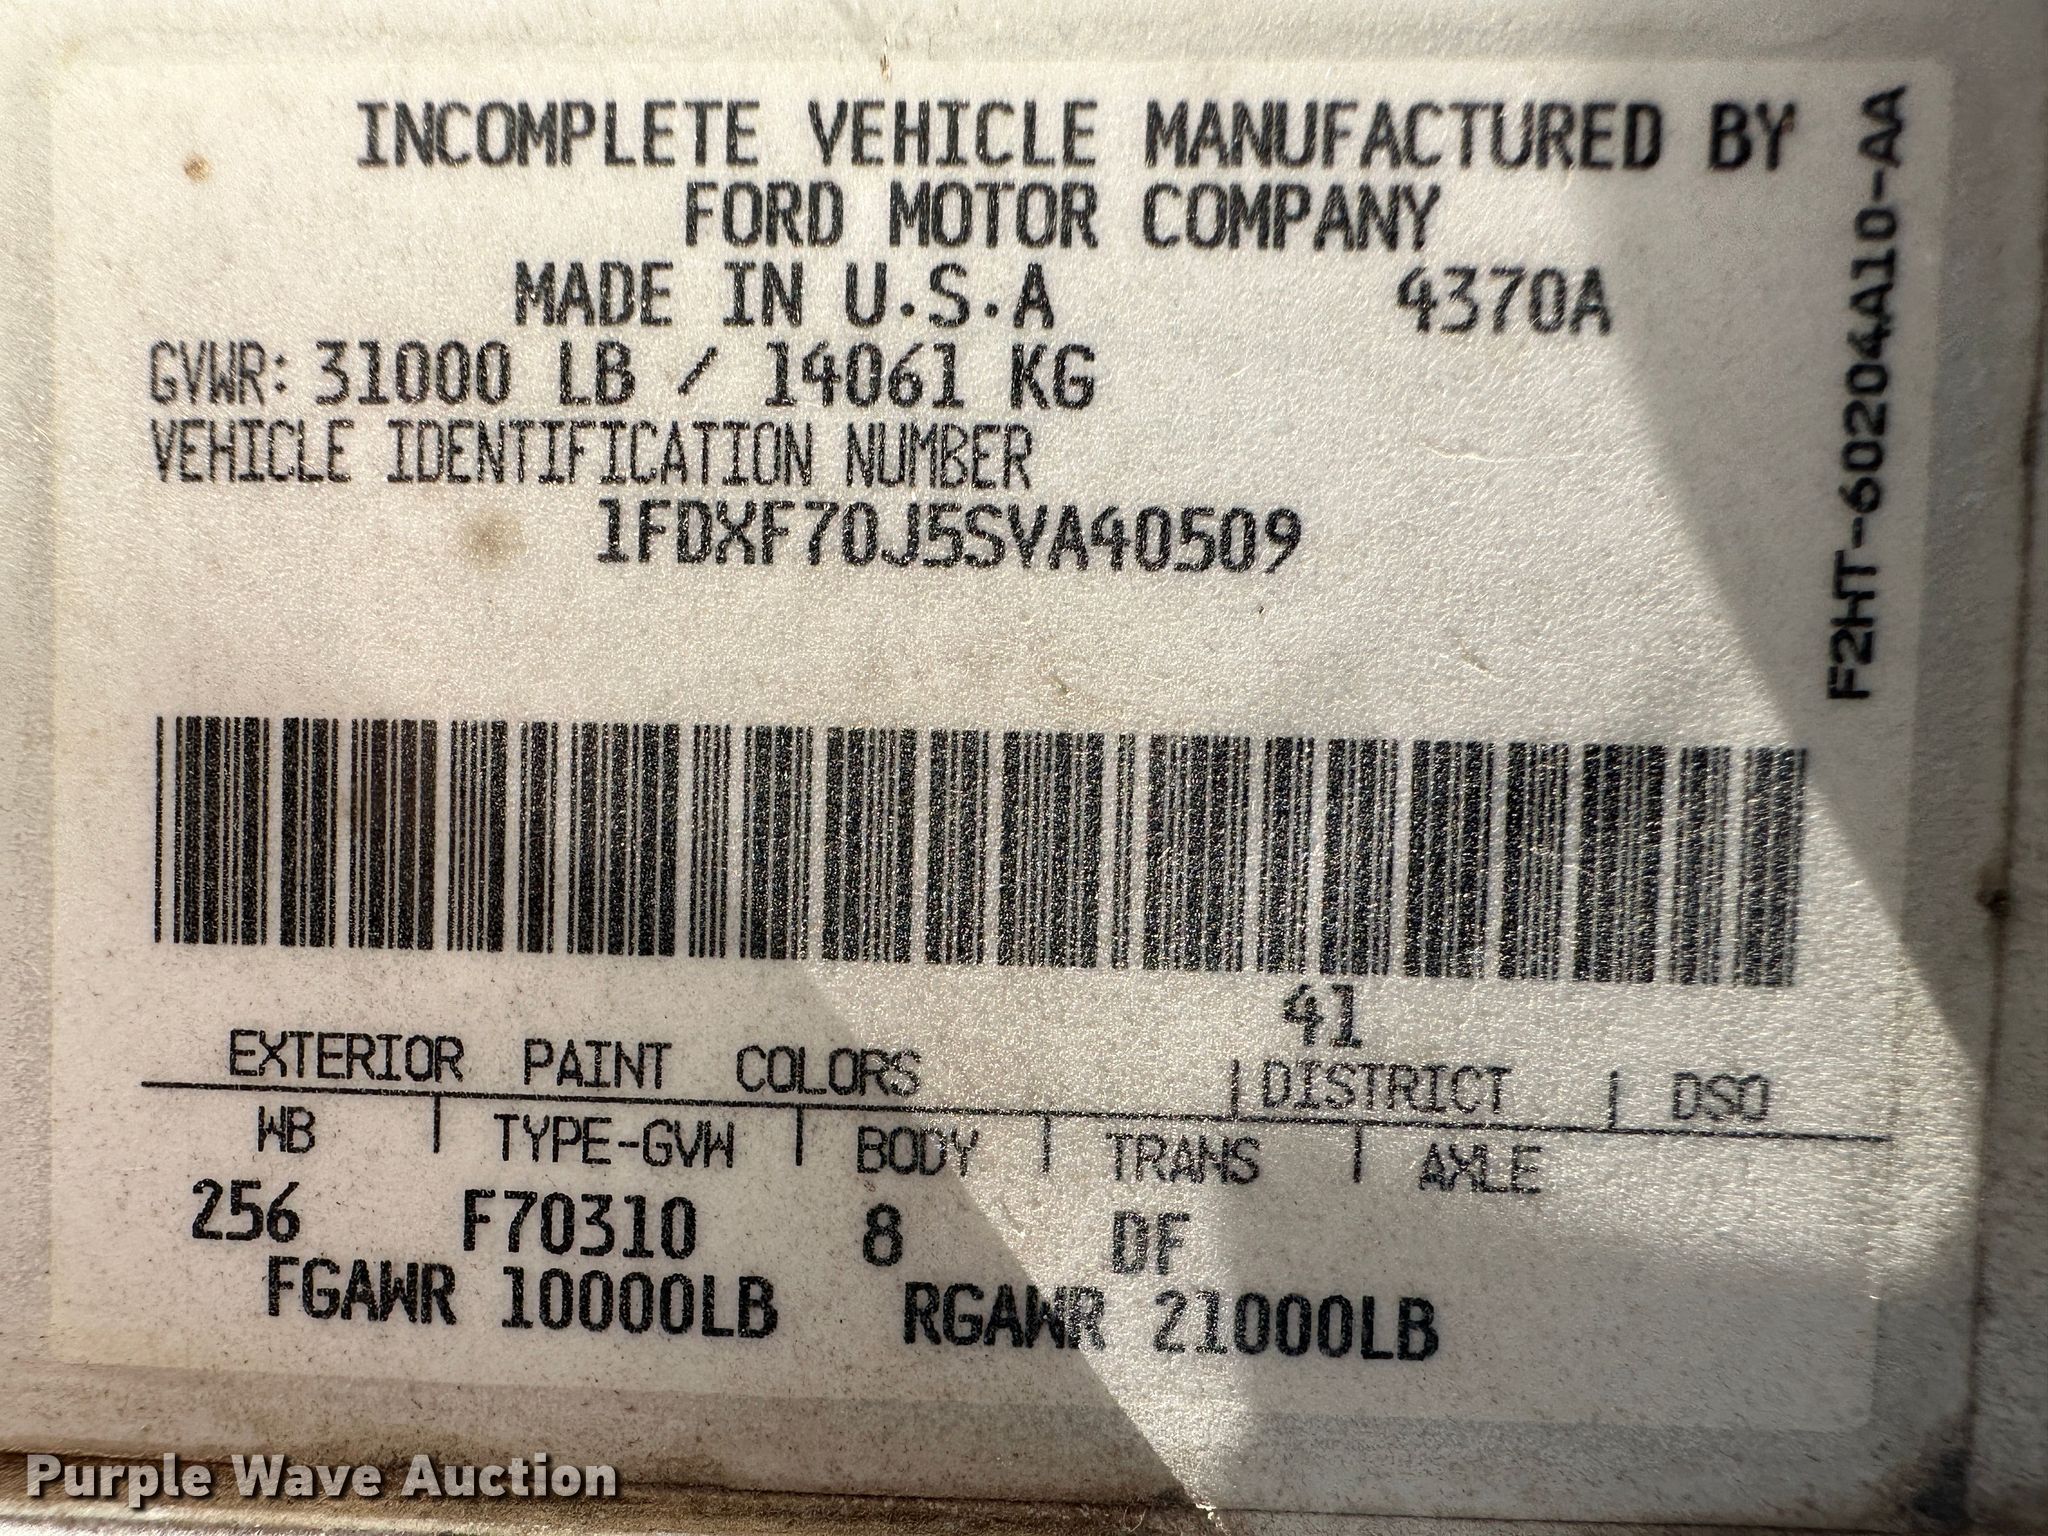 INCOMPLETE VEHICLE MANUFACTURED BY
FORD MOTOR COMPANY
MADE IN U.S.A 4370A
GVWR: 31000 LB / 14061 KG
VEHICLE IDENTIFICATION NUMBER
1FDXF70J5SVA40509
F2HT-60204A10-AA
41
EXTERIOR PAINT COLORS DISTRICT DSO
WB TYPE-GVW BODY TRANS AXLE
256 F70310 8 DF
FGAWR 10000LB RGAWR 21000LB
Purple Wave Auction